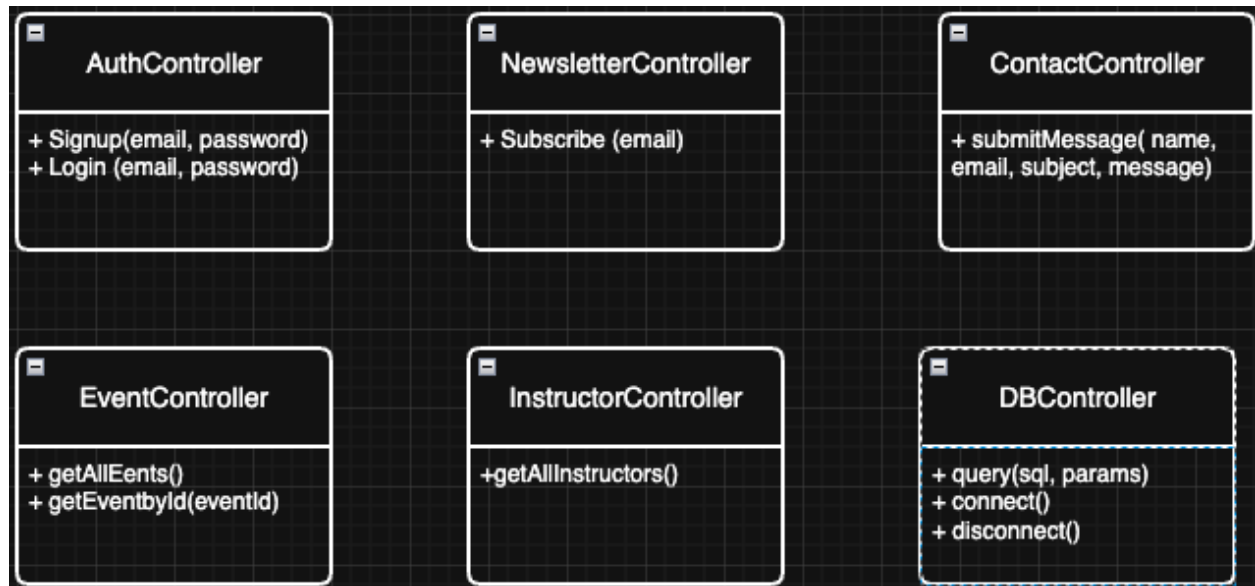 AuthController
+ Signup(email, password)
+ Login (email, password)
NewsletterController
+ Subscribe (email)
ContactController
+ submitMessage( name,
email, subject, message)
EventController
+ getAllEents()
+ getEventbyId(eventId)
InstructorController
+getAllInstructors()
DBController
+ query(sql, params)
+ connect()
+ disconnect()